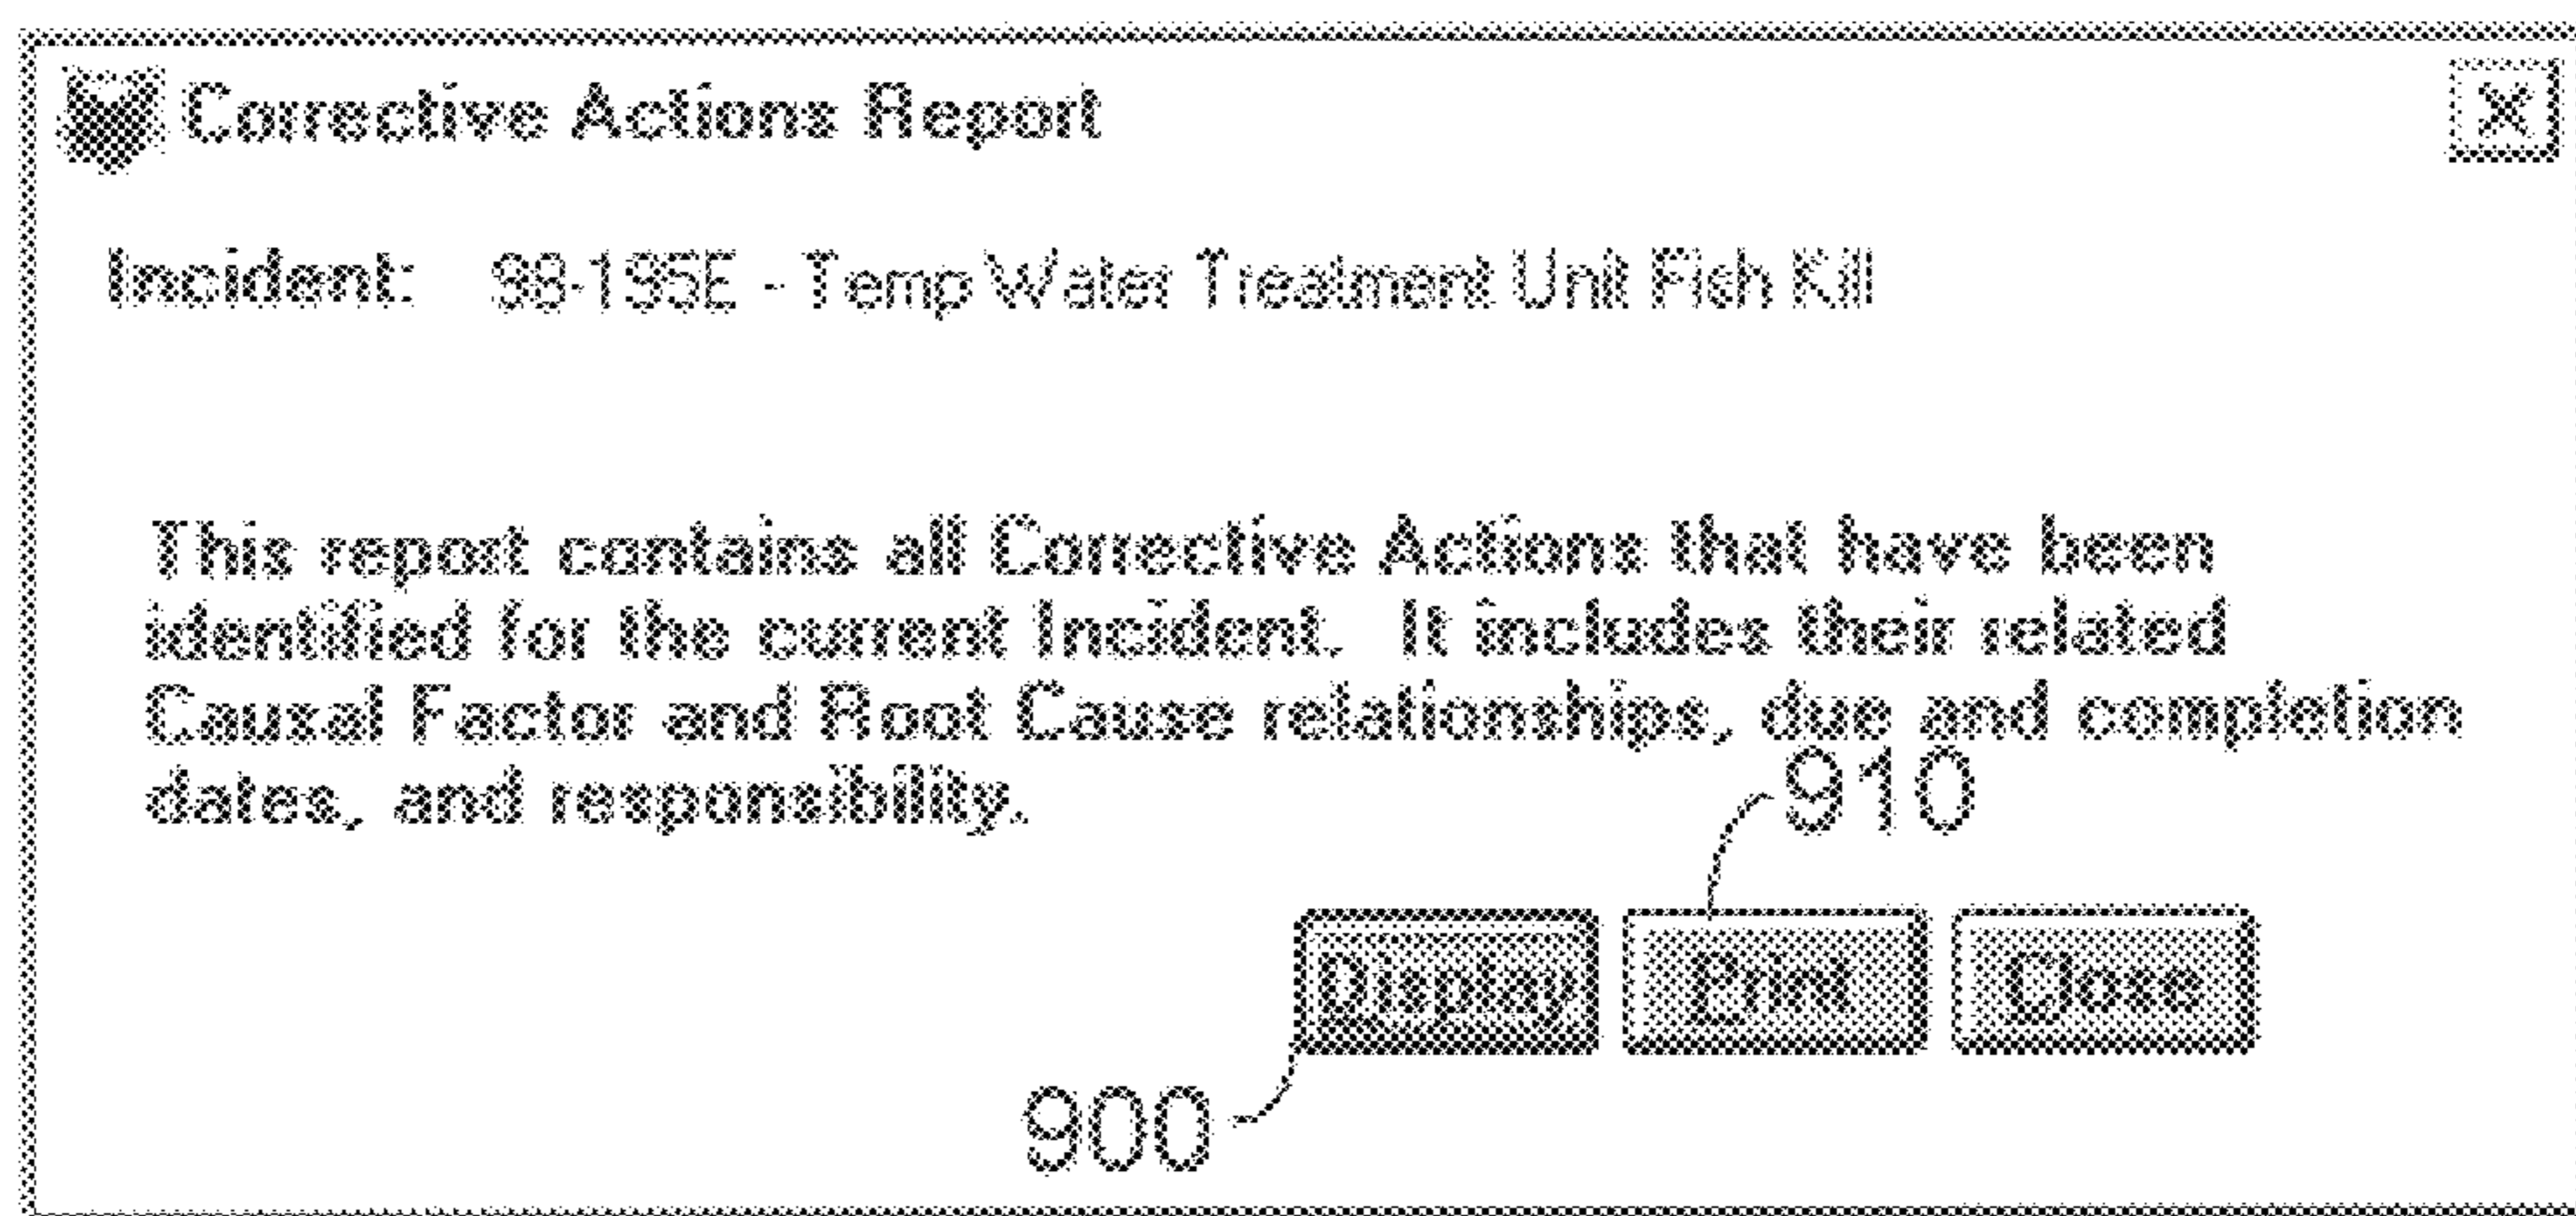 Corrective Actions Report
X
Incident: 98-195E - Temp Water Treatment Unit Fish Kill
This report contains all Corrective Actions that have been
identified for the current Incident. It includes their related
Causal Factor and Root Cause relationships, due and completion
dates, and responsibility.
910
Display Print Close
900